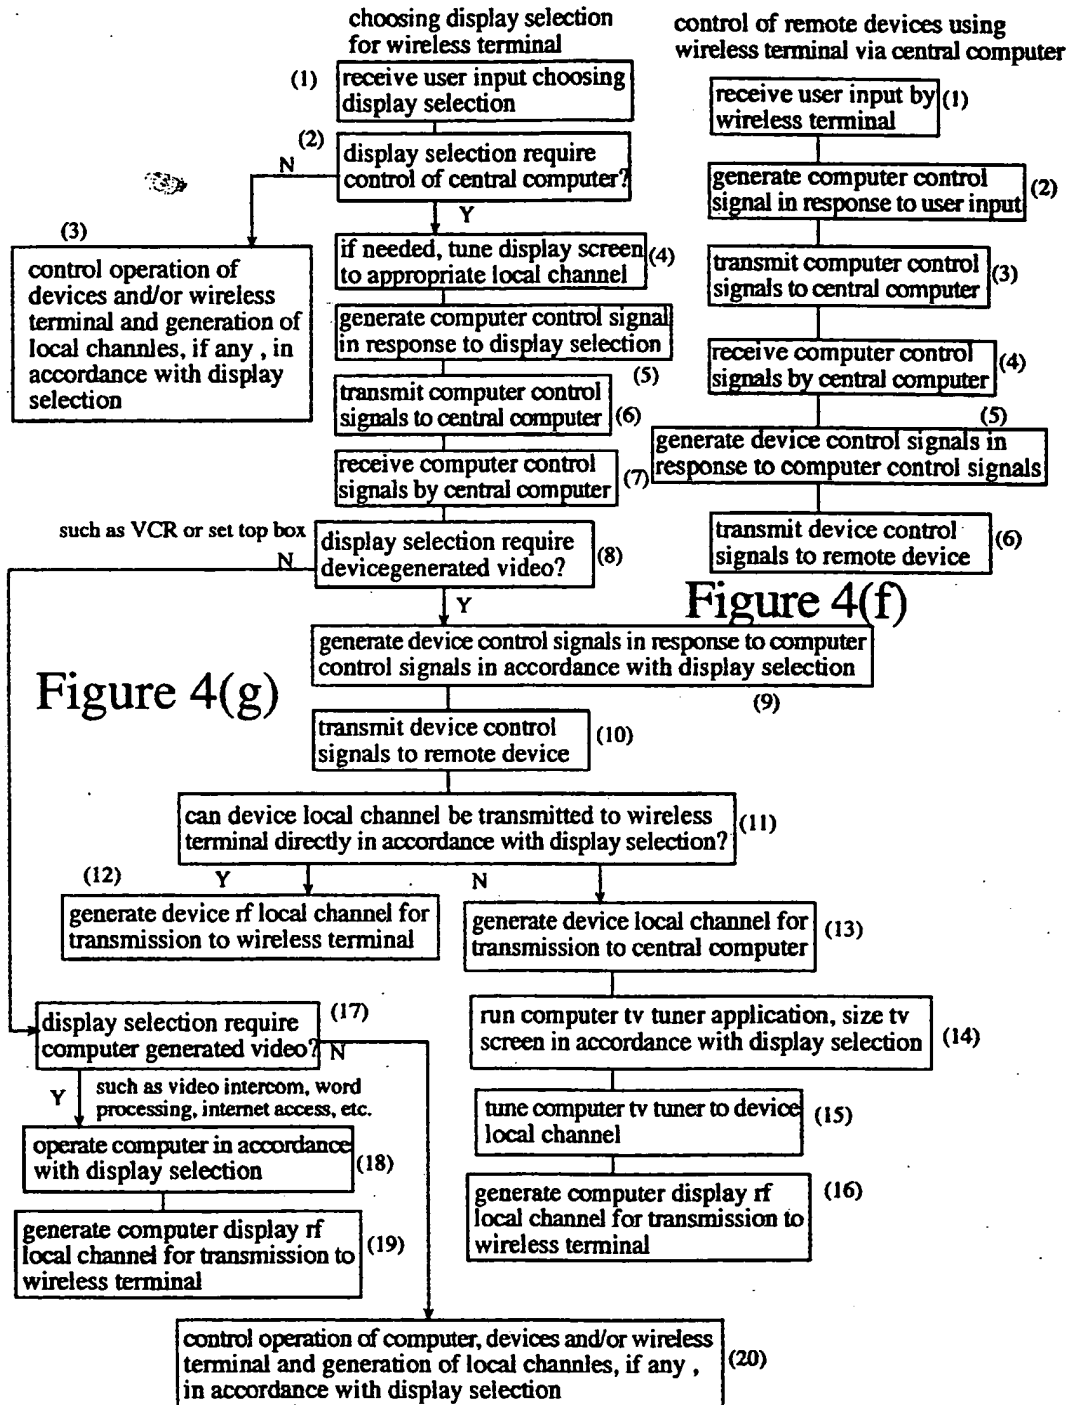 choosing display selection
for wireless terminal
(1)
receive user input choosing
display selection
(2)
display selection require
control of central computer?
N
Y
(3)
control operation of
devices and/or wireless
terminal and generation of
local channles, if any , in
accordance with display
selection
if needed, tune display screen
to appropriate local channel
(4)
generate computer control signal
in response to display selection
(5)
transmit computer control
signals to central computer
(6)
receive computer control
signals by central computer
(7)
such as VCR or set top box
display selection require
devicegenerated video?
(8)
N
Y
generate device control signals in response to computer
control signals in accordance with display selection
(9)
Figure 4(g)
transmit device control
signals to remote device
(10)
can device local channel be transmitted to wireless
terminal directly in accordance with display selection?
(11)
(12)
Y
N
generate device rf local channel for
transmission to wireless terminal
generate device local channel for
transmission to central computer
(13)
run computer tv tuner application, size tv
screen in accordance with display selection
(14)
tune computer tv tuner to device
local channel
(15)
generate computer display rf
local channel for transmission to
wireless terminal
(16)
display selection require
computer generated video?
(17)
N
Y
such as video intercom, word
processing, internet access, etc.
operate computer in accordance
with display selection
(18)
generate computer display rf
local channel for transmission to
wireless terminal
(19)
control operation of computer, devices and/or wireless
terminal and generation of local channles, if any ,
in accordance with display selection
(20)
control of remote devices using
wireless terminal via central computer
receive user input by
wireless terminal
(1)
generate computer control
signal in response to user input
(2)
transmit computer control
signals to central computer
(3)
receive computer control
signals by central computer
(4)
(5)
generate device control signals in
response to computer control signals
transmit device control
signals to remote device
(6)
Figure 4(f)